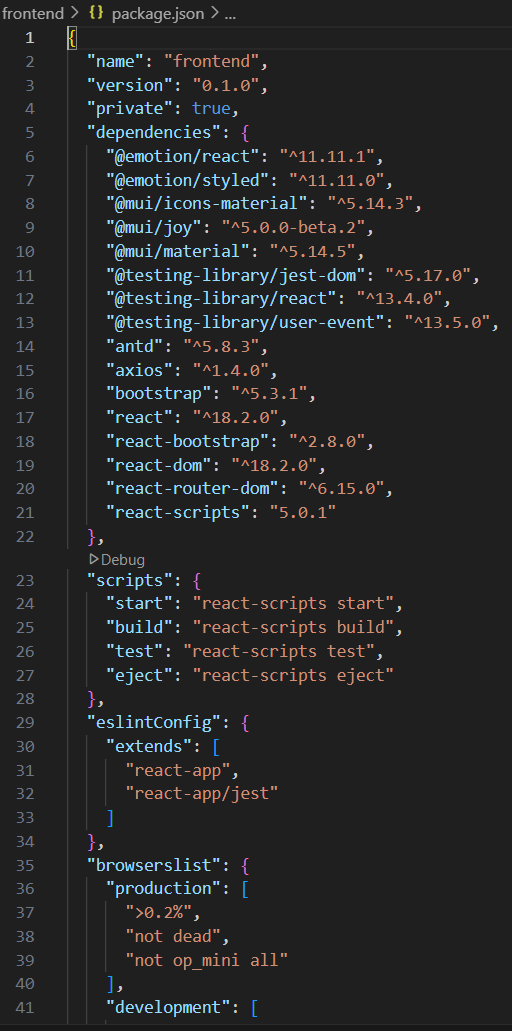 frontend > {} package.json > ...
1 {
2 "name": "frontend",
3 "version": "0.1.0",
4 "private": true,
5 "dependencies": {
6 "@emotion/react": "^11.11.1",
7 "@emotion/styled": "^11.11.0",
8 "@mui/icons-material": "^5.14.3",
9 "@mui/joy": "^5.0.0-beta.2",
10 "@mui/material": "^5.14.5",
11 "@testing-library/jest-dom": "^5.17.0",
12 "@testing-library/react": "^13.4.0",
13 "@testing-library/user-event": "^13.5.0",
14 "antd": "^5.8.3",
15 "axios": "^1.4.0",
16 "bootstrap": "^5.3.1",
17 "react": "^18.2.0",
18 "react-bootstrap": "^2.8.0",
19 "react-dom": "^18.2.0",
20 "react-router-dom": "^6.15.0",
21 "react-scripts": "5.0.1"
22 },
Debug
23 "scripts": {
24 "start": "react-scripts start",
25 "build": "react-scripts build",
26 "test": "react-scripts test",
27 "eject": "react-scripts eject"
28 },
29 "eslintConfig": {
30 "extends": [
31 "react-app",
32 "react-app/jest"
33 ]
34 },
35 "browserslist": {
36 "production": [
37 ">0.2%",
38 "not dead",
39 "not op_mini all"
40 ],
41 "development": [